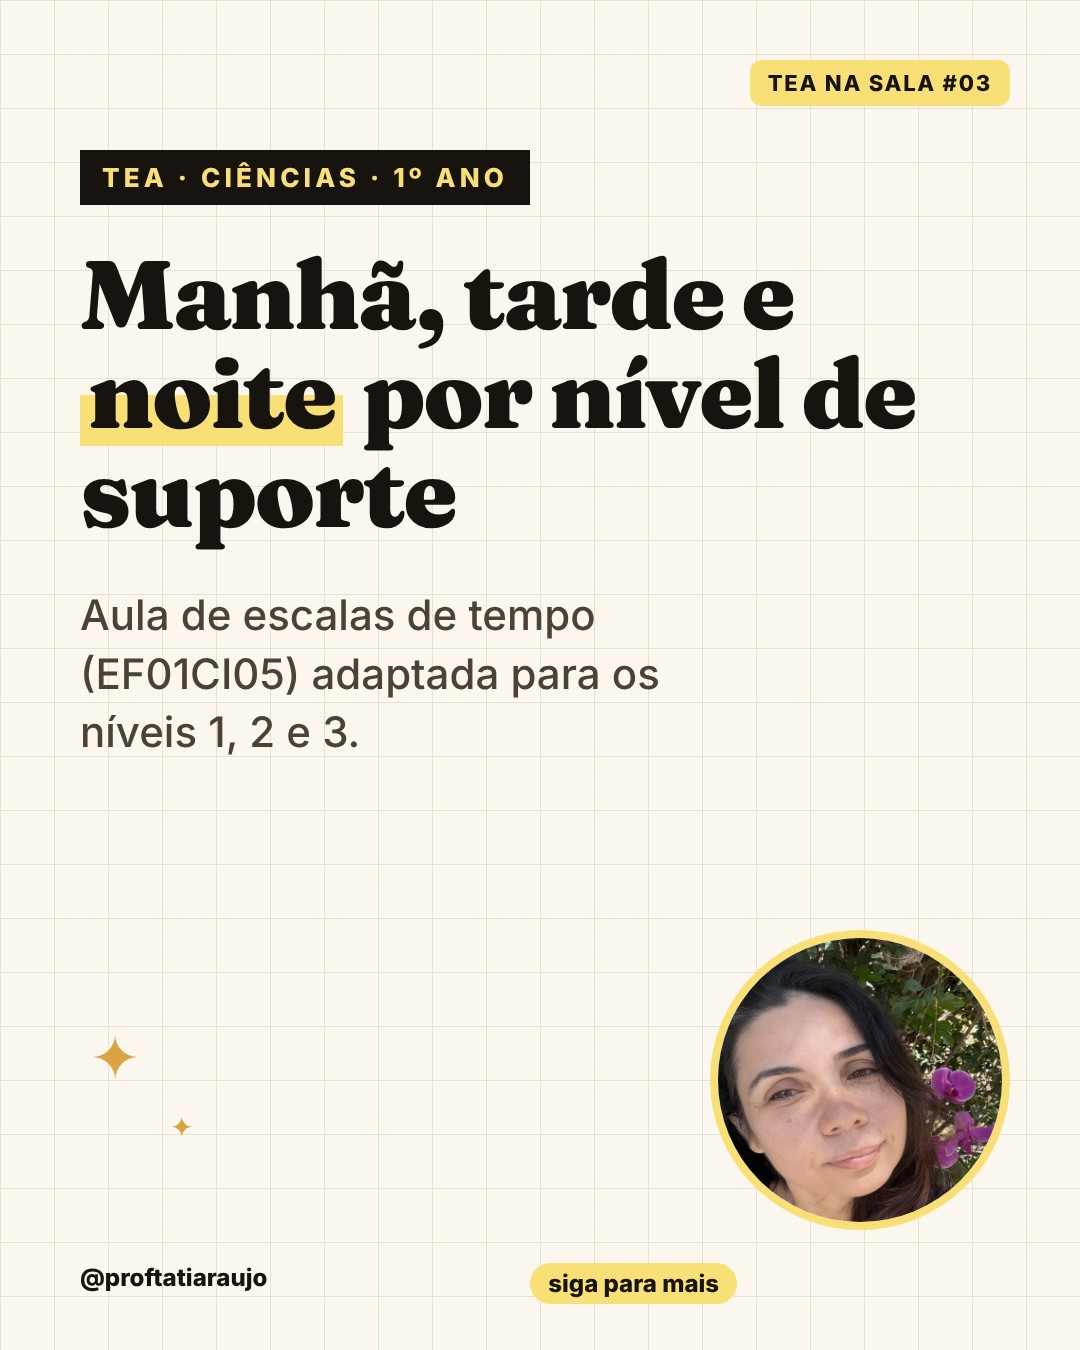 TEA NA SALA #03
TEA · CIÊNCIAS · 1º ANO
Manhã, tarde e
noite por nível de
suporte
Aula de escalas de tempo
(EF01CI05) adaptada para os
níveis 1, 2 e 3.
@proftatiaraujo
siga para mais